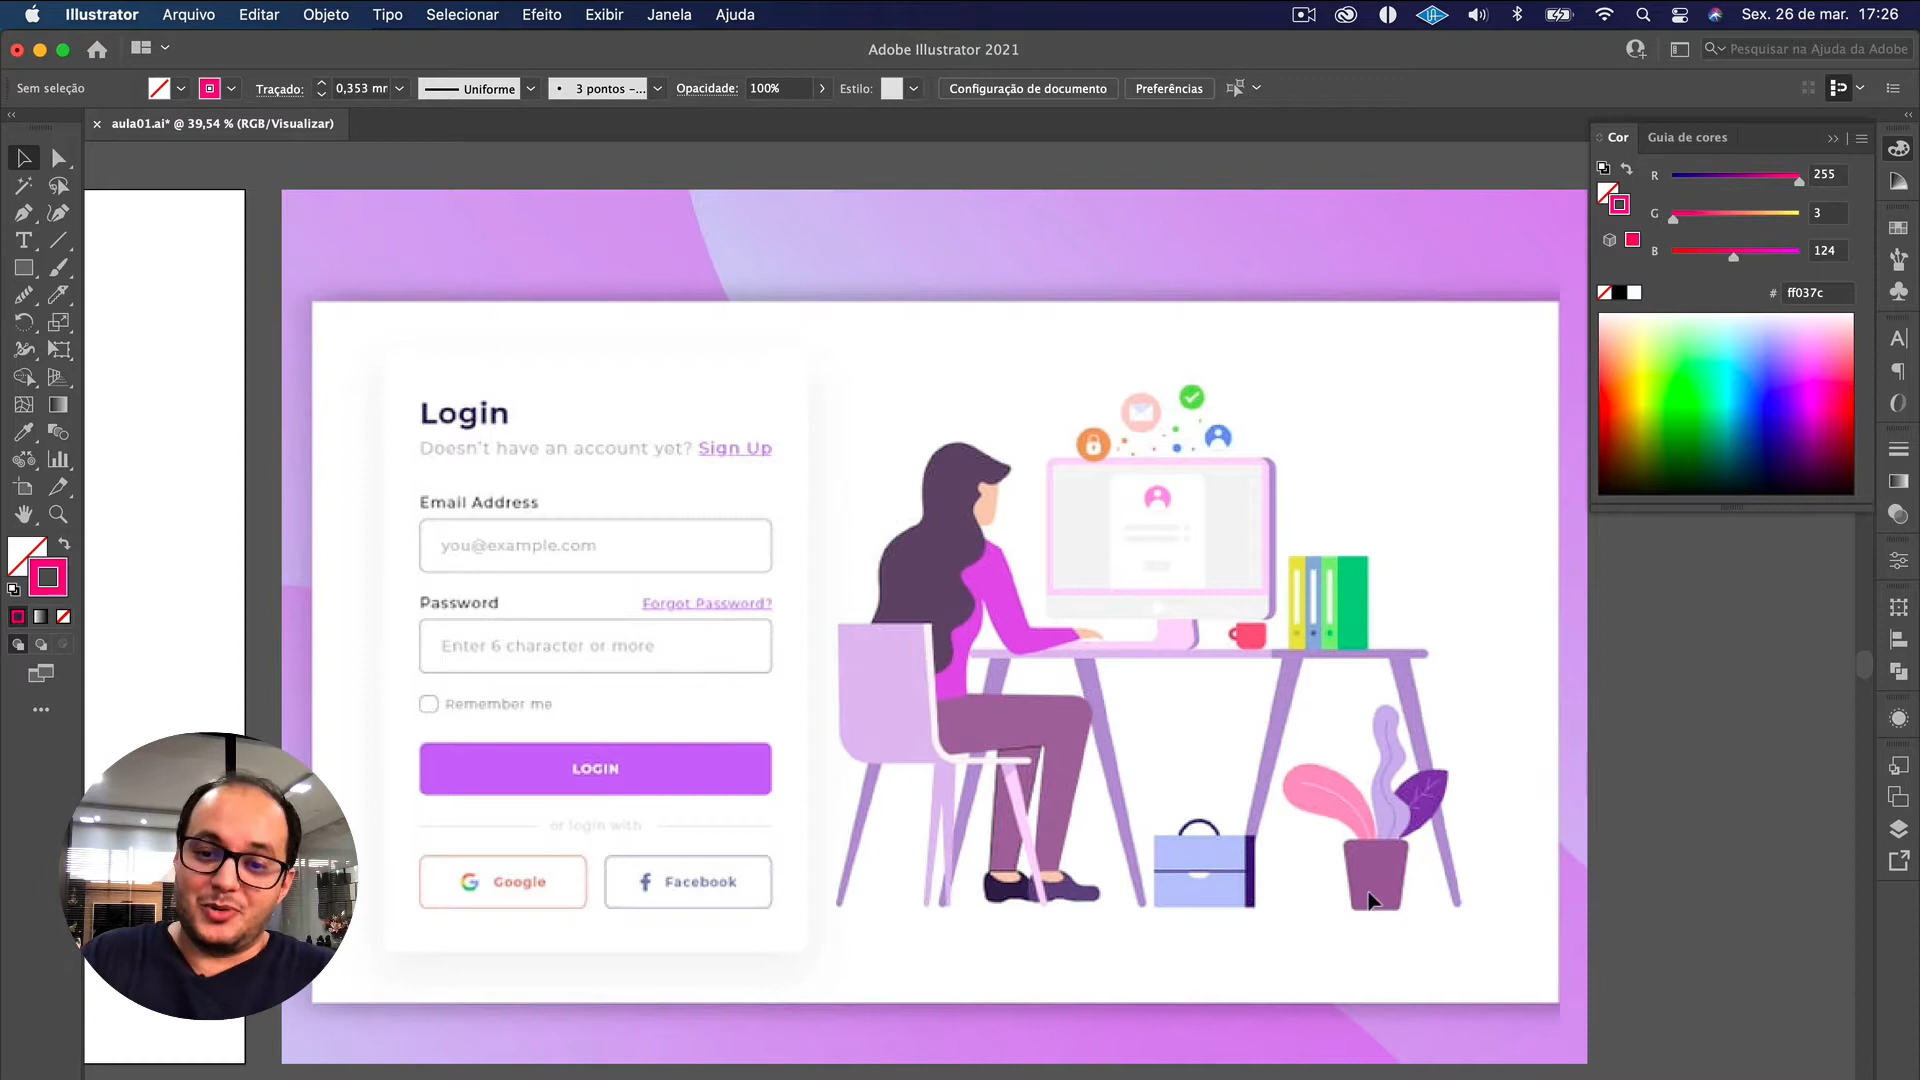 Illustrator Arquivo Editar Objeto Tipo Selecionar Efeito Exibir Janela Ajuda Sex. 26 de mar. 17:26
Adobe Illustrator 2021
Pesquisar na Ajuda da Adobe
Sem seleção Traçado: 0,353 mr Uniforme 3 pontos -... Opacidade: 100% Estilo: Configuração de documento Preferências
aula01.ai* @ 39,54 % (RGB/Visualizar)
Cor Guia de cores
R 255
G 3
B 124
# ff037c
Login
Doesn't have an account yet? Sign Up
Email Address
you@example.com
Password Forgot Password?
Enter 6 character or more
Remember me
LOGIN
or login with
Google Facebook